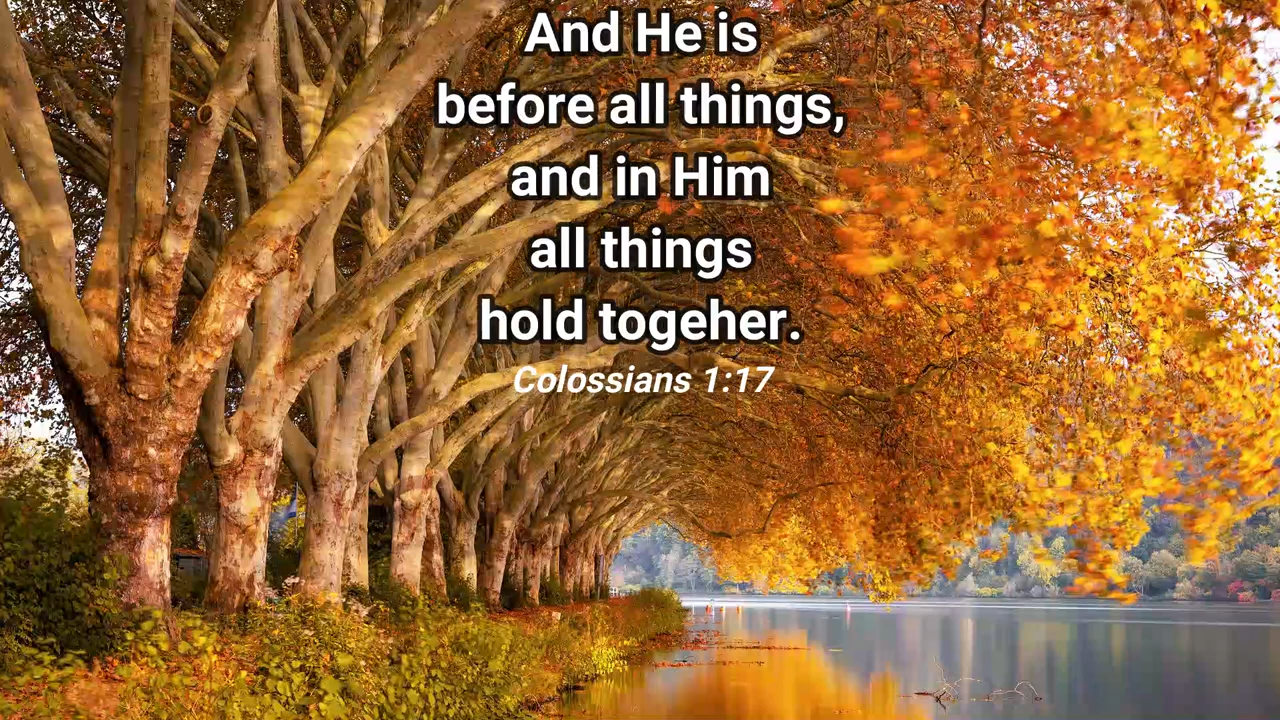 And He is
before all things,
and in Him
all things
hold togeher.
Colossians 1:17